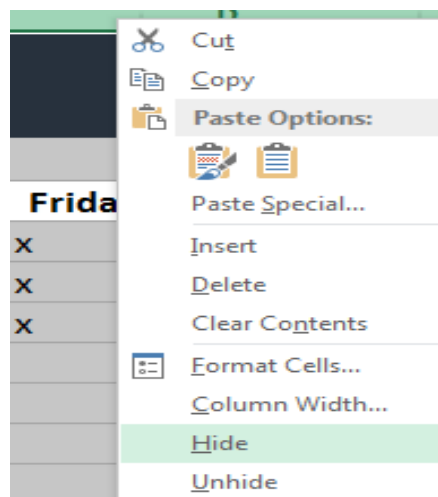 Cut
Copy
Paste Options:
Paste Special...
Frida
Insert
x
Delete
x
Clear Contents
x
Format Cells...
Column Width...
Hide
Unhide